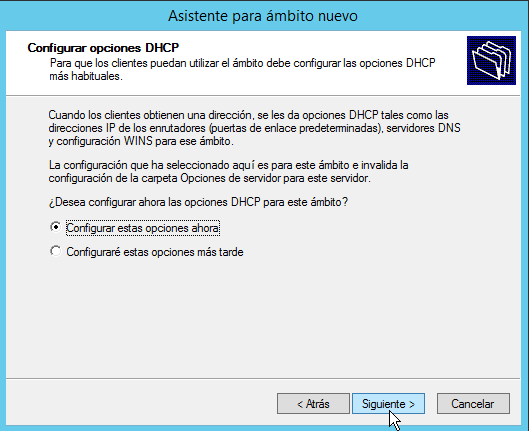 Asistente para ámbito nuevo
Configurar opciones DHCP
Para que los clientes puedan utilizar el ámbito debe configurar las opciones DHCP
más habituales.
Cuando los clientes obtienen una dirección, se les da opciones DHCP tales como las
direcciones IP de los enrutadores (puertas de enlace predeterminadas), servidores DNS
y configuración WINS para ese ámbito.
La configuración que ha seleccionado aquí es para este ámbito e invalida la
configuración de la carpeta Opciones de servidor para este servidor.
¿Desea configurar ahora las opciones DHCP para este ámbito?
Configurar estas opciones ahora
Configuraré estas opciones más tarde
< Atrás
Siguiente >
Cancelar